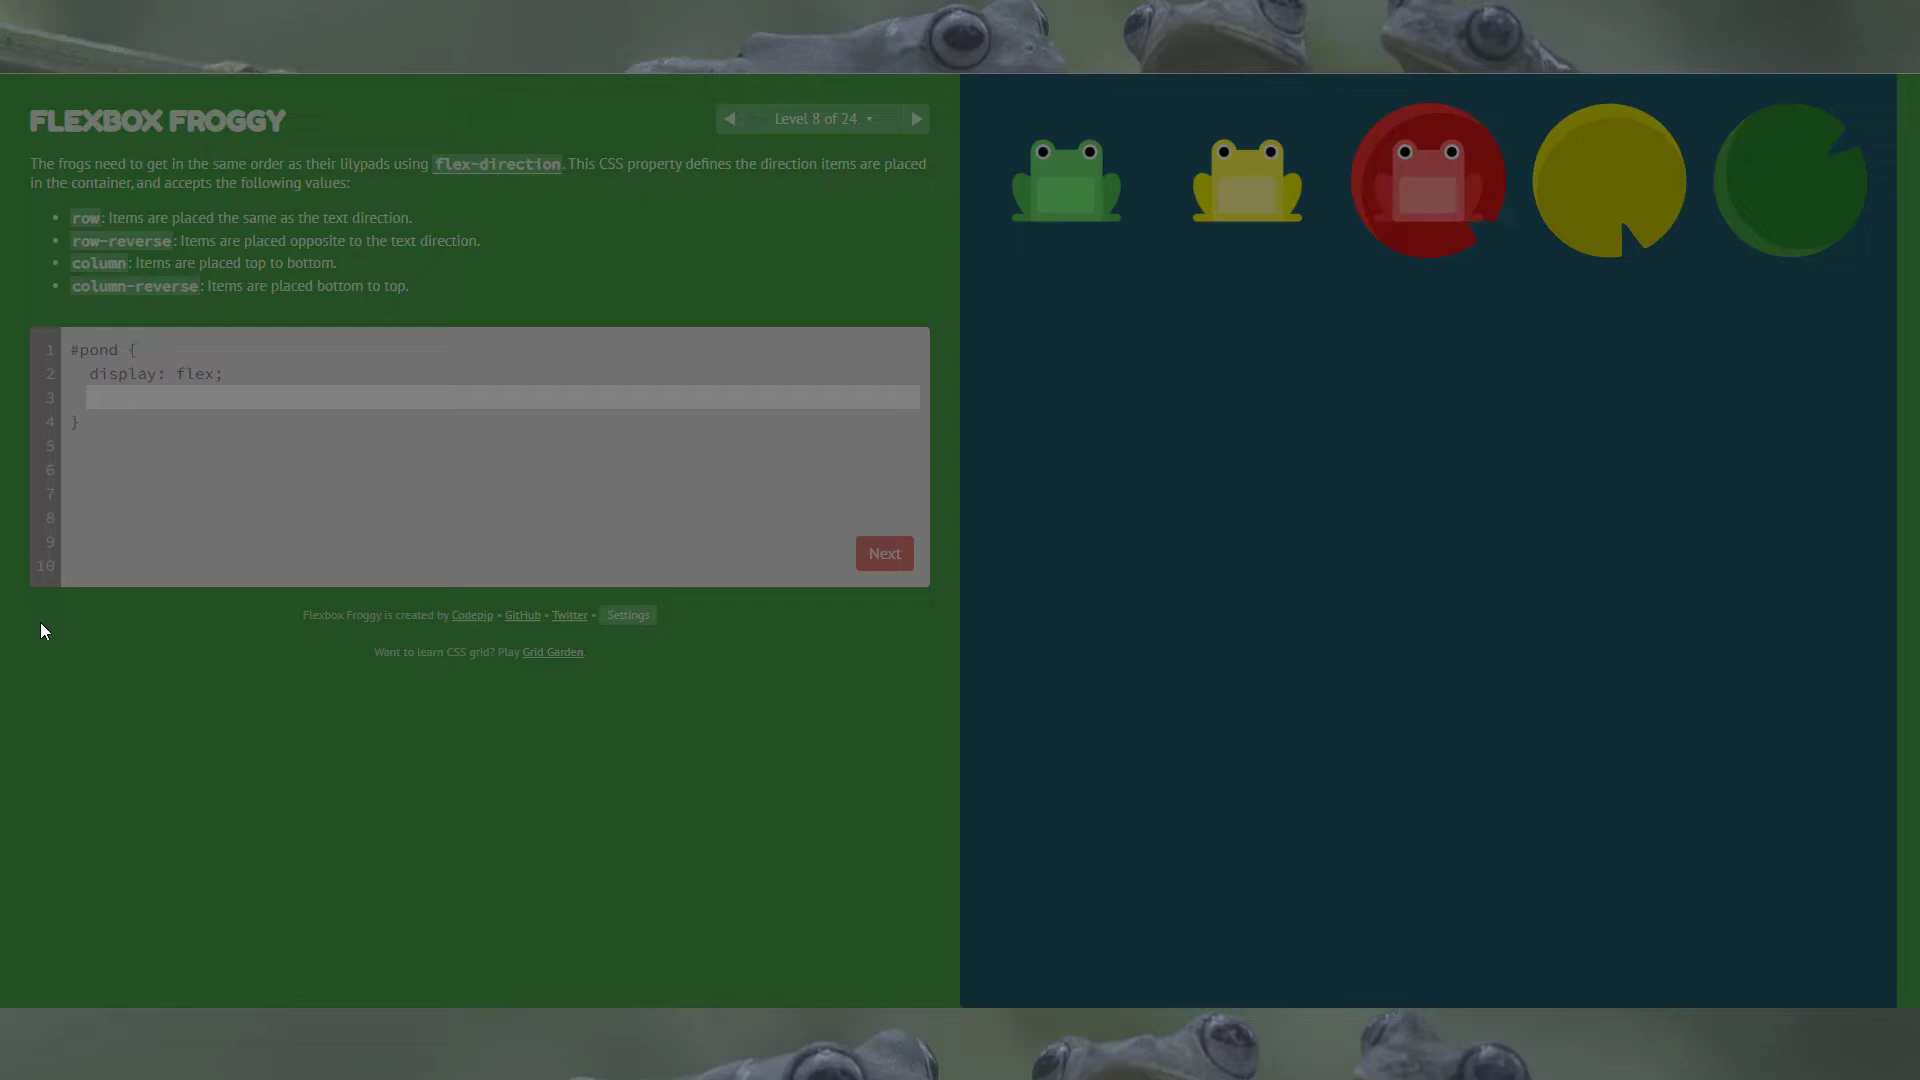 FLEXBOX FROGGY
Level 8 of 24
The frogs need to get in the same order as their lilypads using flex-direction. This CSS property defines the direction items are placed
in the container, and accepts the following values:
row: Items are placed the same as the text direction.
row-reverse: Items are placed opposite to the text direction.
column: Items are placed top to bottom.
column-reverse: Items are placed bottom to top.
1 #pond {
2 display: flex;
3
4 }
5
6
7
8
9
10
Next
Flexbox Froggy is created by Codepip • GitHub • Twitter • Settings
Want to learn CSS grid? Play Grid Garden.